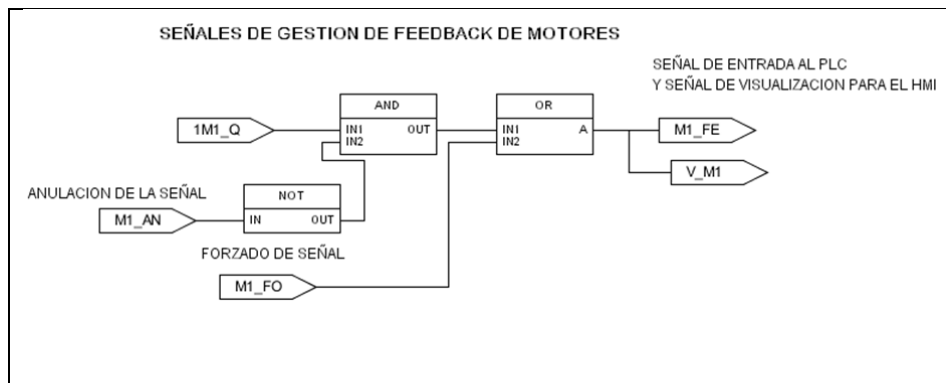 SEÑALES DE GESTION DE FEEDBACK DE MOTORES
SEÑAL DE ENTRADA AL PLC
Y SEÑAL DE VISUALIZACION PARA EL HMI
AND
OR
1M1_Q
IN1 OUT
IN2
IN1 A
IN2
M1_FE
V_M1
ANULACION DE LA SEÑAL
NOT
M1_AN
IN OUT
FORZADO DE SEÑAL
M1_FO